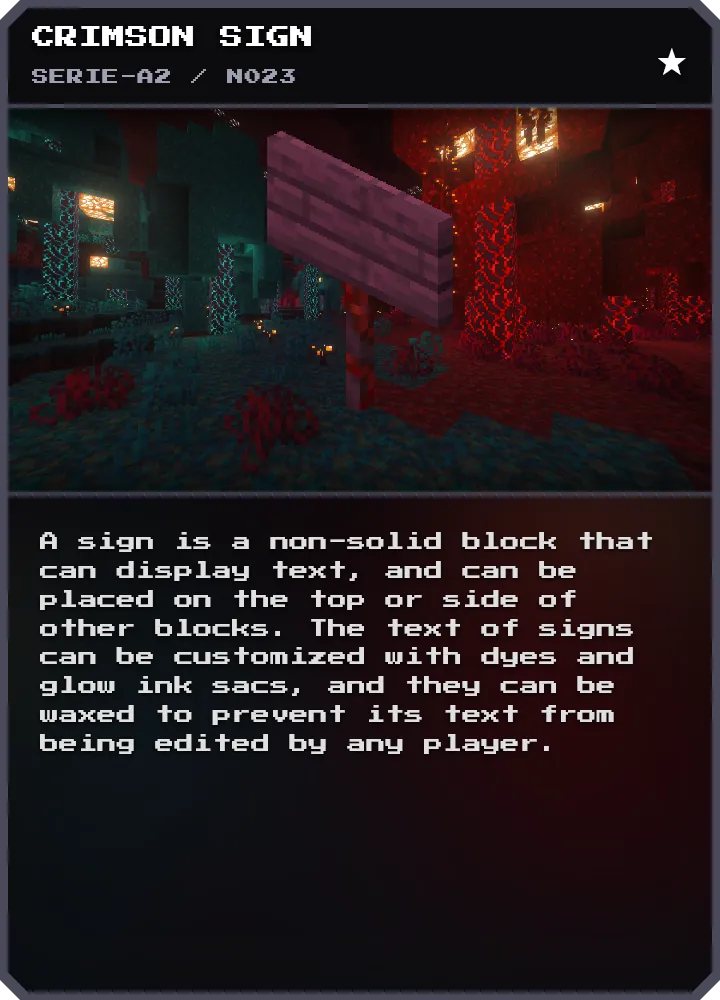 CRIMSON SIGN
SERIE-A2 / NO23
A sign is a non-solid block that
can display text, and can be
placed on the top or side of
other blocks. The text of signs
can be customized with dyes and
glow ink sacs, and they can be
waxed to prevent its text from
being edited by any player.